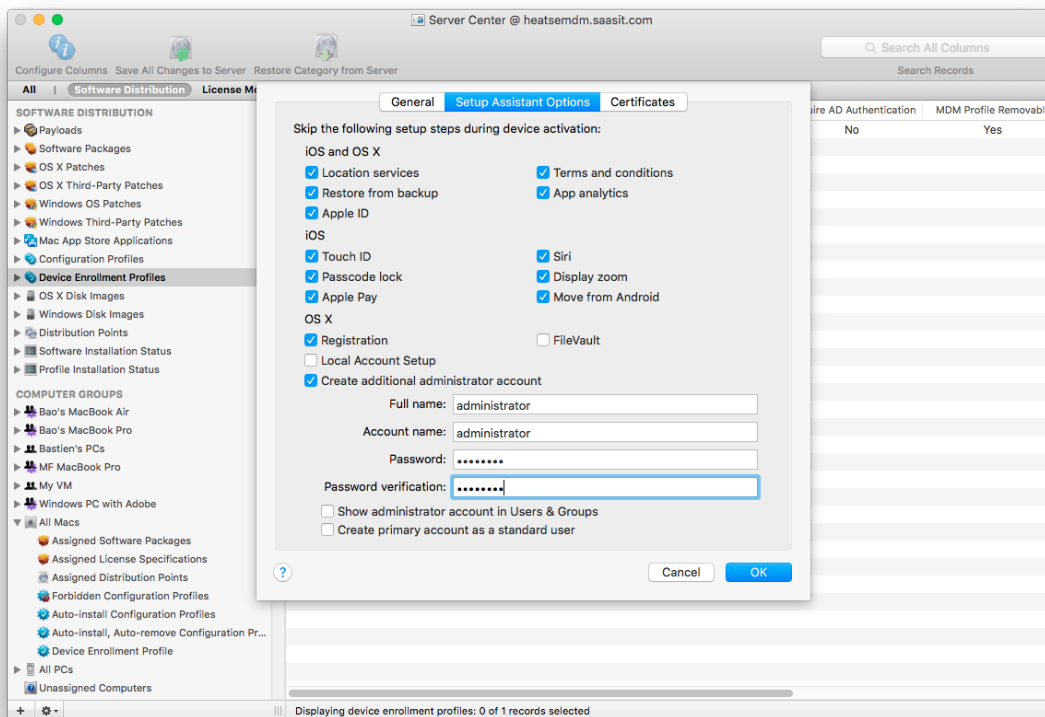 Server Center @ heatsemdm.saasit.com
Configure Columns Save All Changes to Server Restore Category from Server
Search All Columns
Search Records
All | Software Distribution License
SOFTWARE DISTRIBUTION
Payloads
Software Packages
OS X Patches
OS X Third-Party Patches
Windows OS Patches
Windows Third-Party Patches
Mac App Store Applications
Configuration Profiles
Device Enrollment Profiles
OS X Disk Images
Windows Disk Images
Distribution Points
Software Installation Status
Profile Installation Status
COMPUTER GROUPS
Bao's MacBook Air
Bao's MacBook Pro
Bastien's PCs
MF MacBook Pro
My VM
Windows PC with Adobe
All Macs
Assigned Software Packages
Assigned License Specifications
Assigned Distribution Points
Forbidden Configuration Profiles
Auto-install Configuration Profiles
Auto-install, Auto-remove Configuration Pr...
Device Enrollment Profile
All PCs
Unassigned Computers
General Setup Assistant Options Certificates
Skip the following setup steps during device activation:
iOS and OS X
Location services Terms and conditions
Restore from backup App analytics
Apple ID
iOS
Touch ID Siri
Passcode lock Display zoom
Apple Pay Move from Android
OS X
Registration FileVault
Local Account Setup
Create additional administrator account
Full name: administrator
Account name: administrator
Password: ••••••••
Password verification: ••••••••
Show administrator account in Users & Groups
Create primary account as a standard user
? Cancel OK
AD Authentication MDM Profile Removabl
No Yes
Displaying device enrollment profiles: 0 of 1 records selected